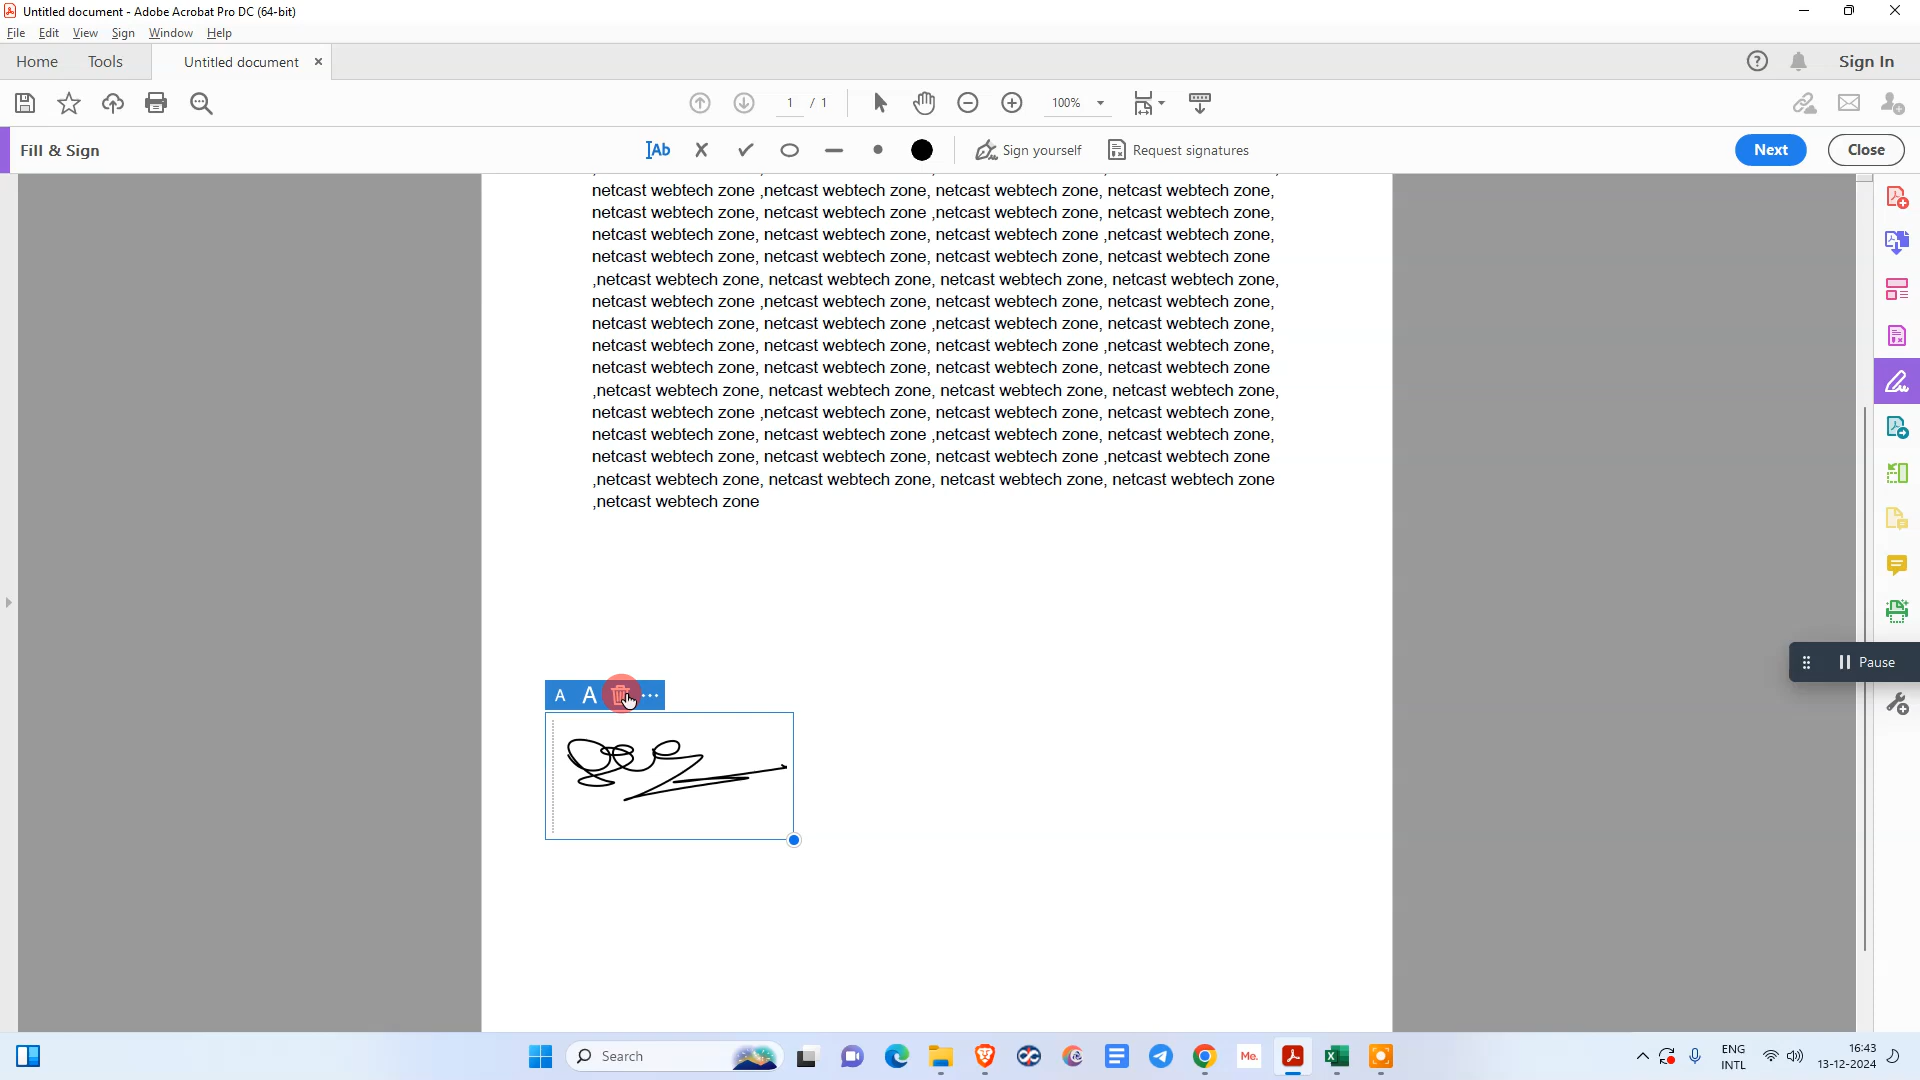 Untitled document - Adobe Acrobat Pro DC (64-bit)
File Edit View Sign Window Help
Home Tools Untitled document Sign In
1 / 1 100%
Fill & Sign Ab Sign yourself Request signatures Next Close
netcast webtech zone ,netcast webtech zone, netcast webtech zone, netcast webtech zone,
netcast webtech zone, netcast webtech zone ,netcast webtech zone, netcast webtech zone,
netcast webtech zone, netcast webtech zone, netcast webtech zone ,netcast webtech zone,
netcast webtech zone, netcast webtech zone, netcast webtech zone, netcast webtech zone
,netcast webtech zone, netcast webtech zone, netcast webtech zone, netcast webtech zone,
netcast webtech zone ,netcast webtech zone, netcast webtech zone, netcast webtech zone,
netcast webtech zone, netcast webtech zone ,netcast webtech zone, netcast webtech zone,
netcast webtech zone, netcast webtech zone, netcast webtech zone ,netcast webtech zone,
netcast webtech zone, netcast webtech zone, netcast webtech zone, netcast webtech zone
,netcast webtech zone, netcast webtech zone, netcast webtech zone, netcast webtech zone,
netcast webtech zone ,netcast webtech zone, netcast webtech zone, netcast webtech zone,
netcast webtech zone, netcast webtech zone ,netcast webtech zone, netcast webtech zone,
netcast webtech zone, netcast webtech zone, netcast webtech zone ,netcast webtech zone
,netcast webtech zone, netcast webtech zone, netcast webtech zone, netcast webtech zone
,netcast webtech zone
Pause
A A
Search Me. ENG INTL 16:43
13-12-2024